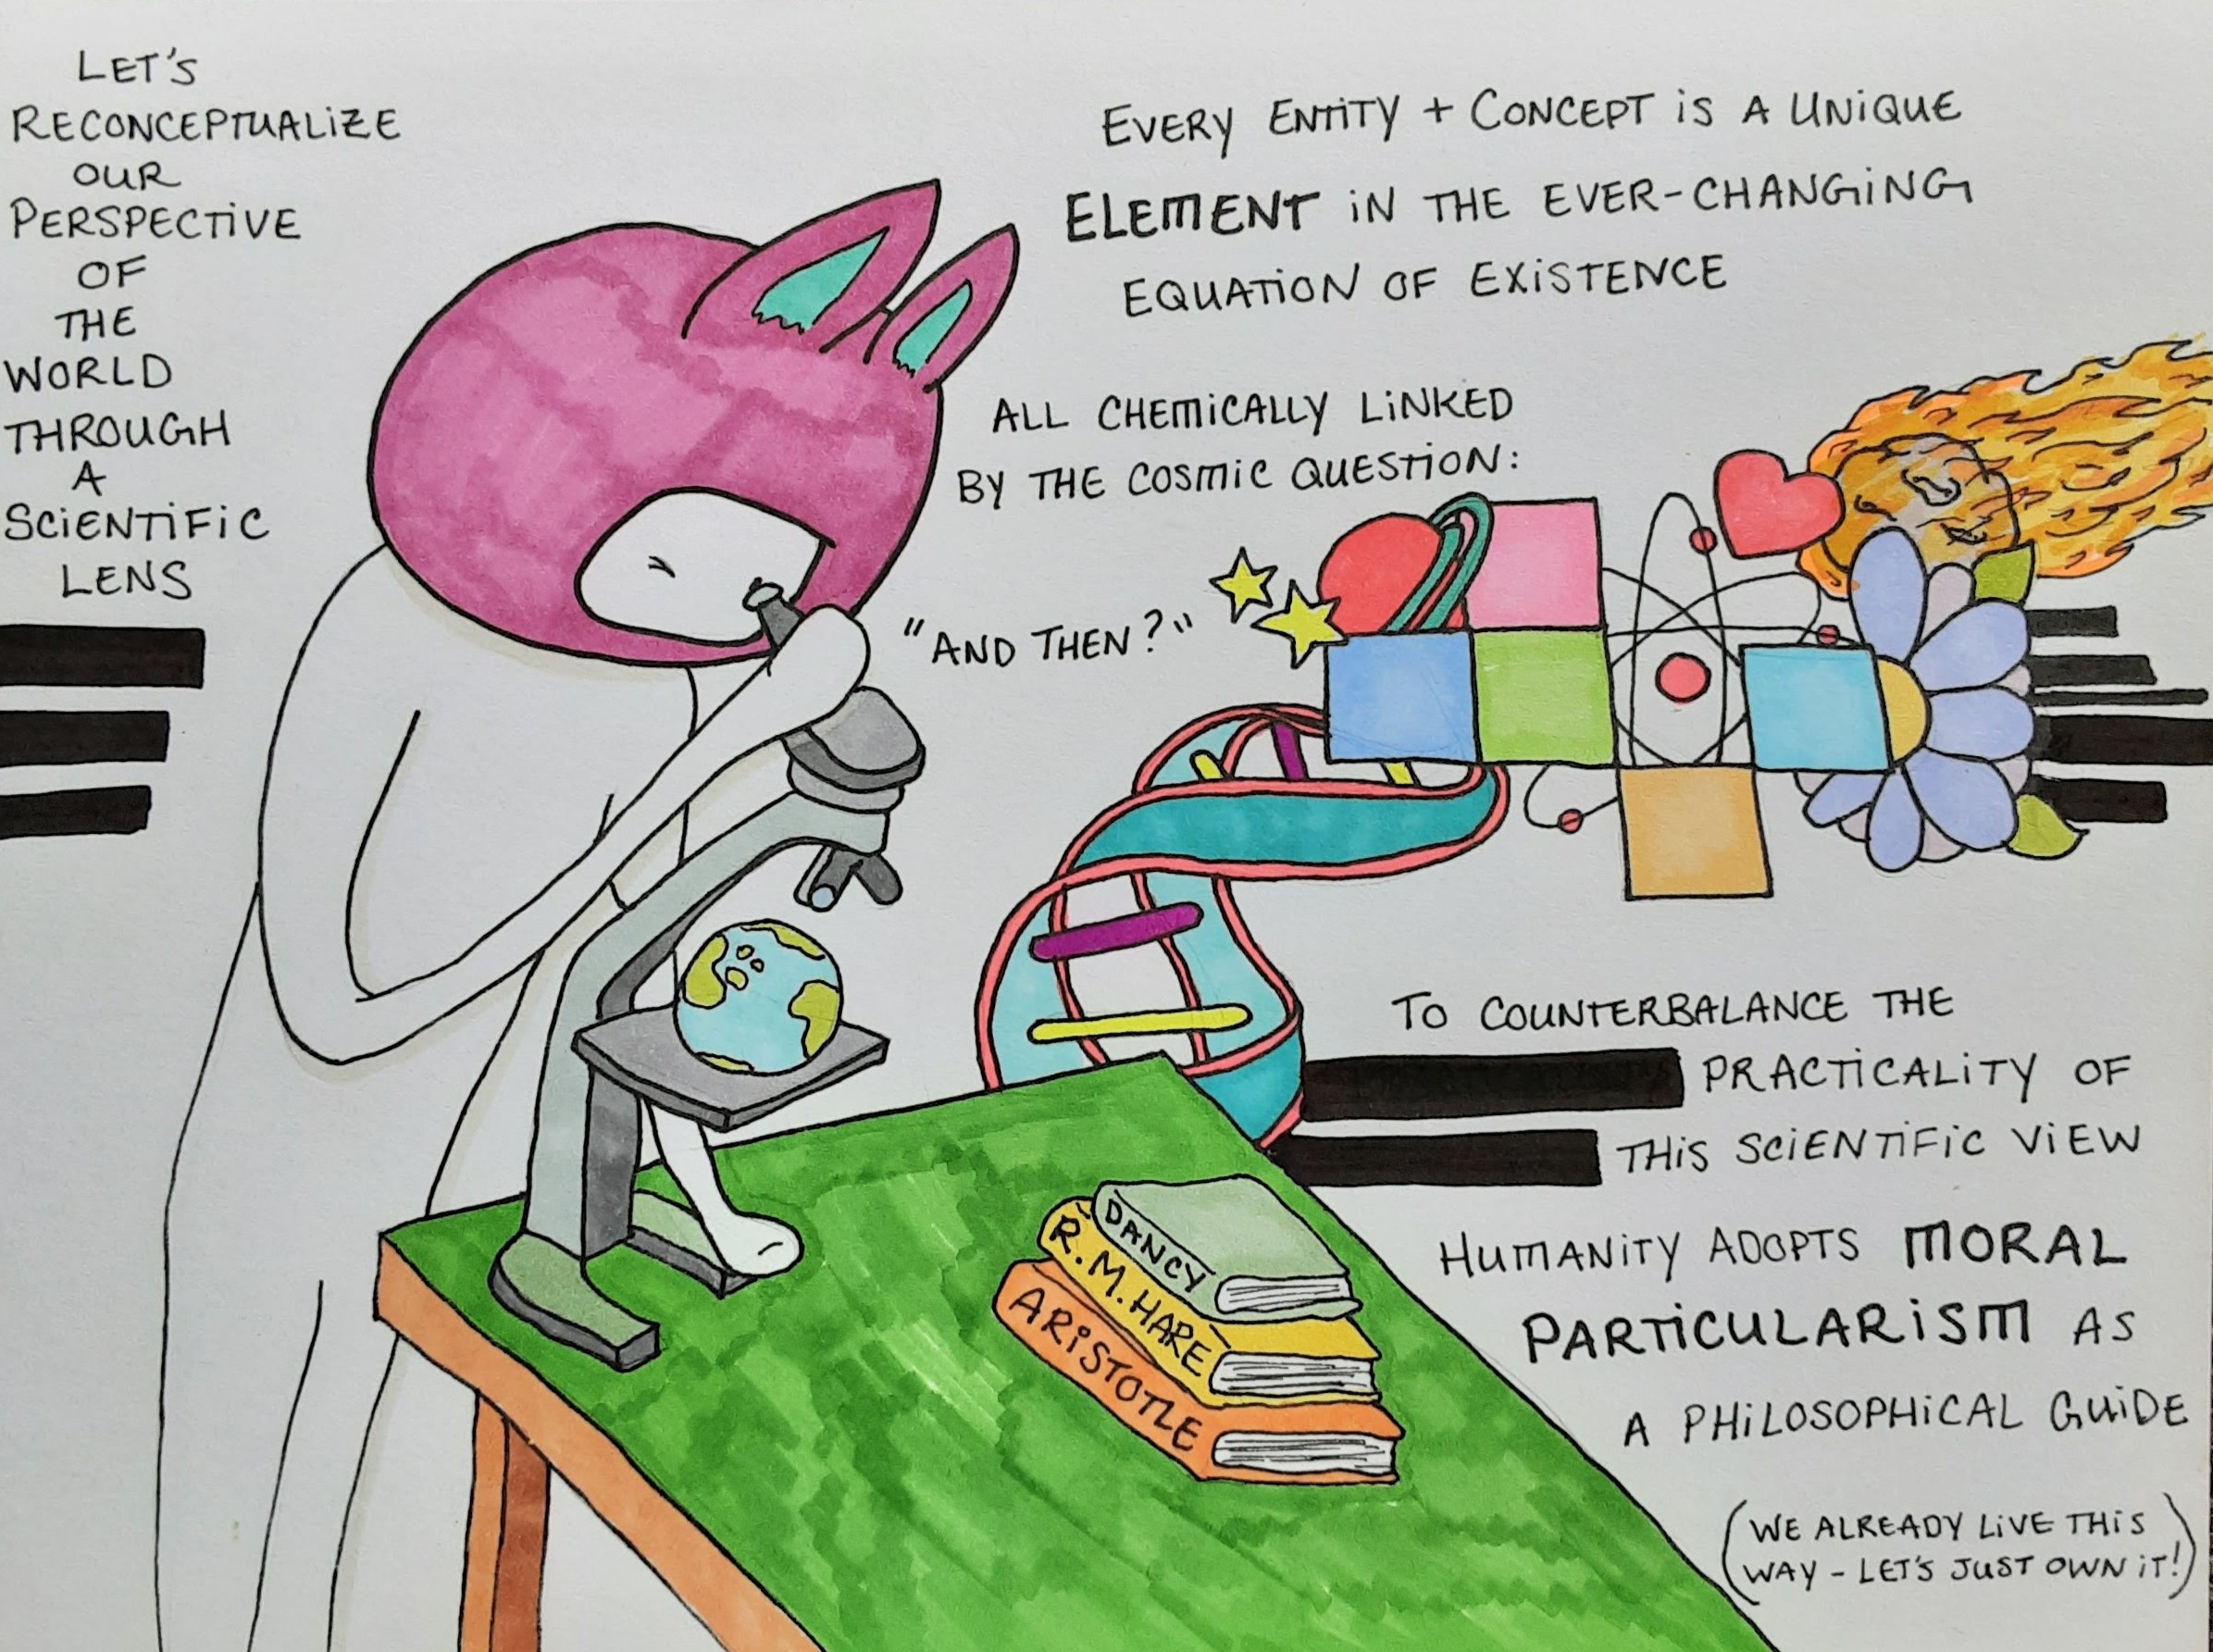 LET'S
RECONCEPTUALIZE
OUR
PERSPECTIVE
OF
THE
WORLD
THROUGH
A
SCIENTIFIC
LENS
EVERY ENTITY + CONCEPT IS A UNIQUE
ELEMENT IN THE EVER-CHANGING
EQUATION OF EXISTENCE
ALL CHEMICALLY LINKED
BY THE COSMIC QUESTION:
"AND THEN?"
TO COUNTERBALANCE THE
PRACTICALITY OF
THIS SCIENTIFIC VIEW
HUMANITY ADOPTS MORAL
PARTICULARISM AS
A PHILOSOPHICAL GUIDE
(WE ALREADY LIVE THIS
WAY - LET'S JUST OWN IT!)
DANCY
R.M. HARE
ARISTOTLE